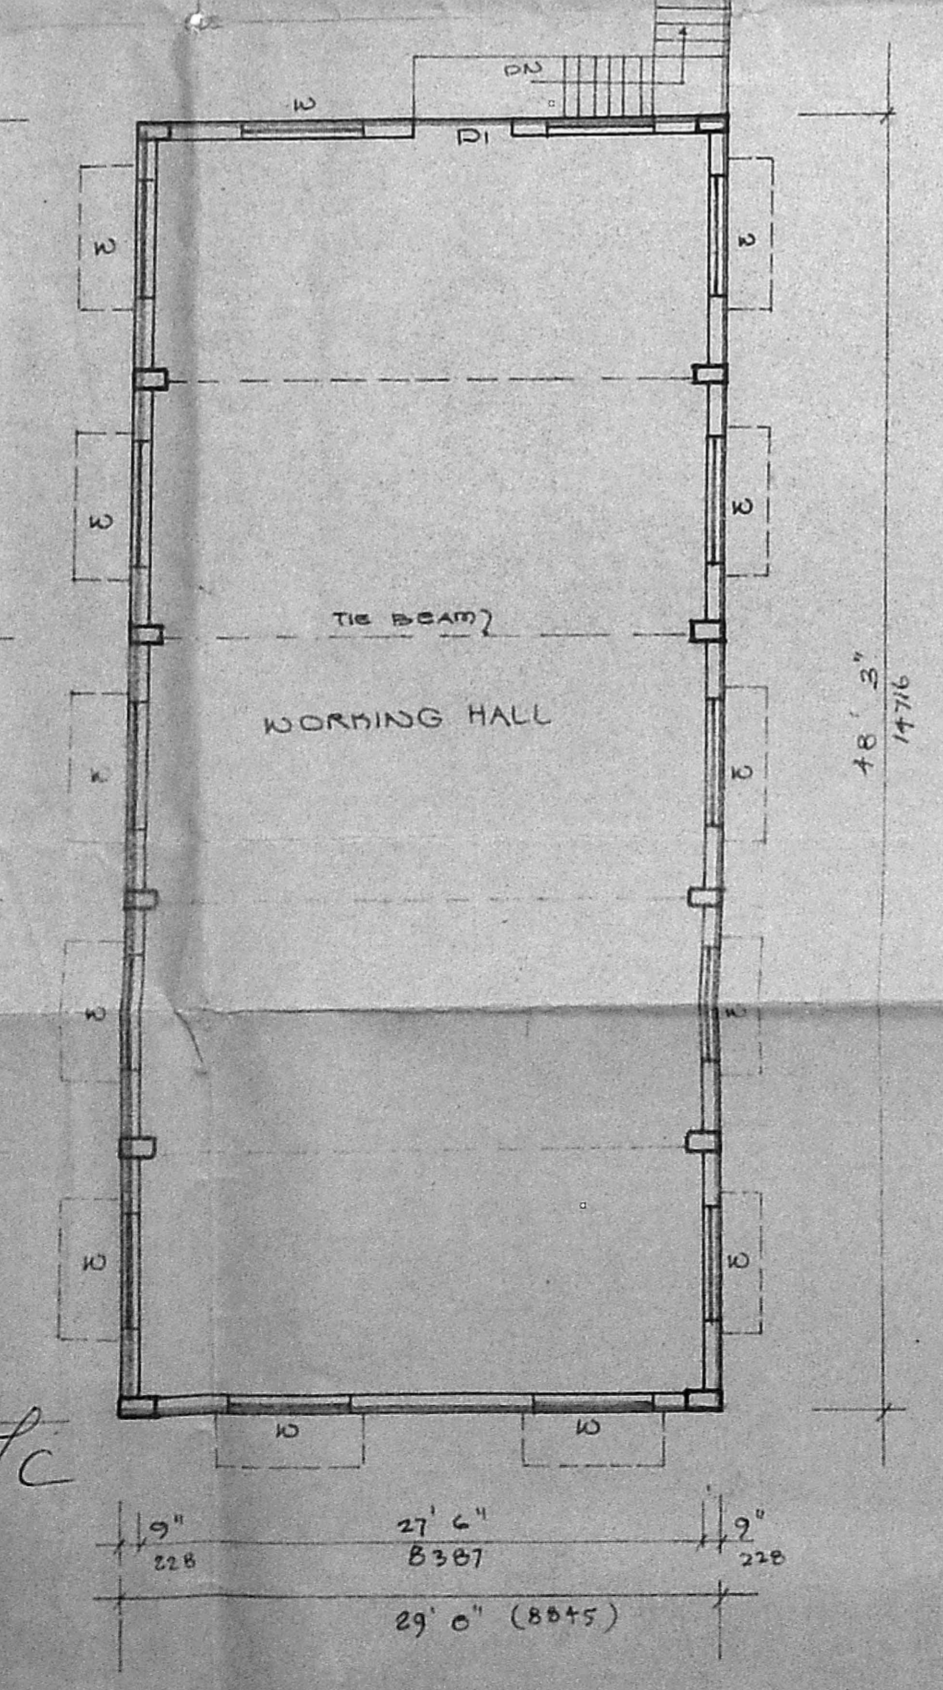 DN
W
D1
W
W
W
W
TIE BEAM
WORKING HALL
W
W
48' 3"
14716
W
W
W
W
W
W
9"
27' 6"
9"
228
8387
228
29' 0" (8845)